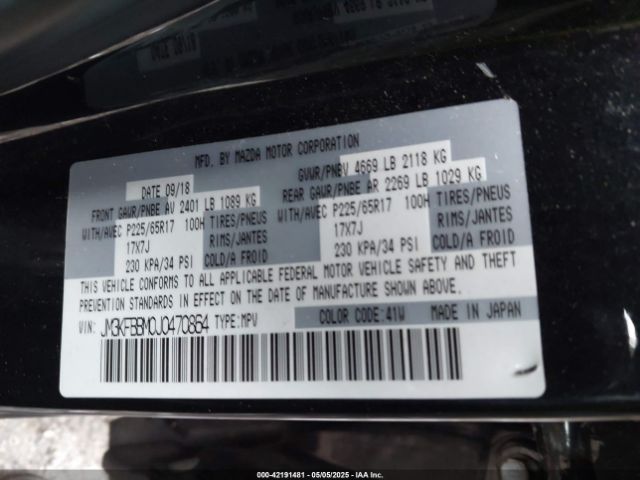 MFD. BY MAZDA MOTOR CORPORATION
DATE 09/18
GVWR/PNBV 4669 LB 2118 KG
FRONT GAWR/PNBE AV 2401 LB 1089 KG
REAR GAWR/PNBE AR 2269 LB 1029 KG
WITH/AVEC P225/65R17 100H TIRES/PNEUS
17X7J RIMS/JANTES
230 KPA/34 PSI COLD/A FROID
WITH/AVEC P225/65R17 100H TIRES/PNEUS
17X7J RIMS/JANTES
230 KPA/34 PSI COLD/A FROID
THIS VEHICLE CONFORMS TO ALL APPLICABLE FEDERAL MOTOR VEHICLE SAFETY AND THEFT
PREVENTION STANDARDS IN EFFECT ON THE DATE OF MANUFACTURE SHOWN ABOVE.
VIN: JM3KFBBM0J0470854 TYPE: MPV
COLOR CODE: 41W MADE IN JAPAN
000-42191481 - 05/05/2025 - IAA Inc.